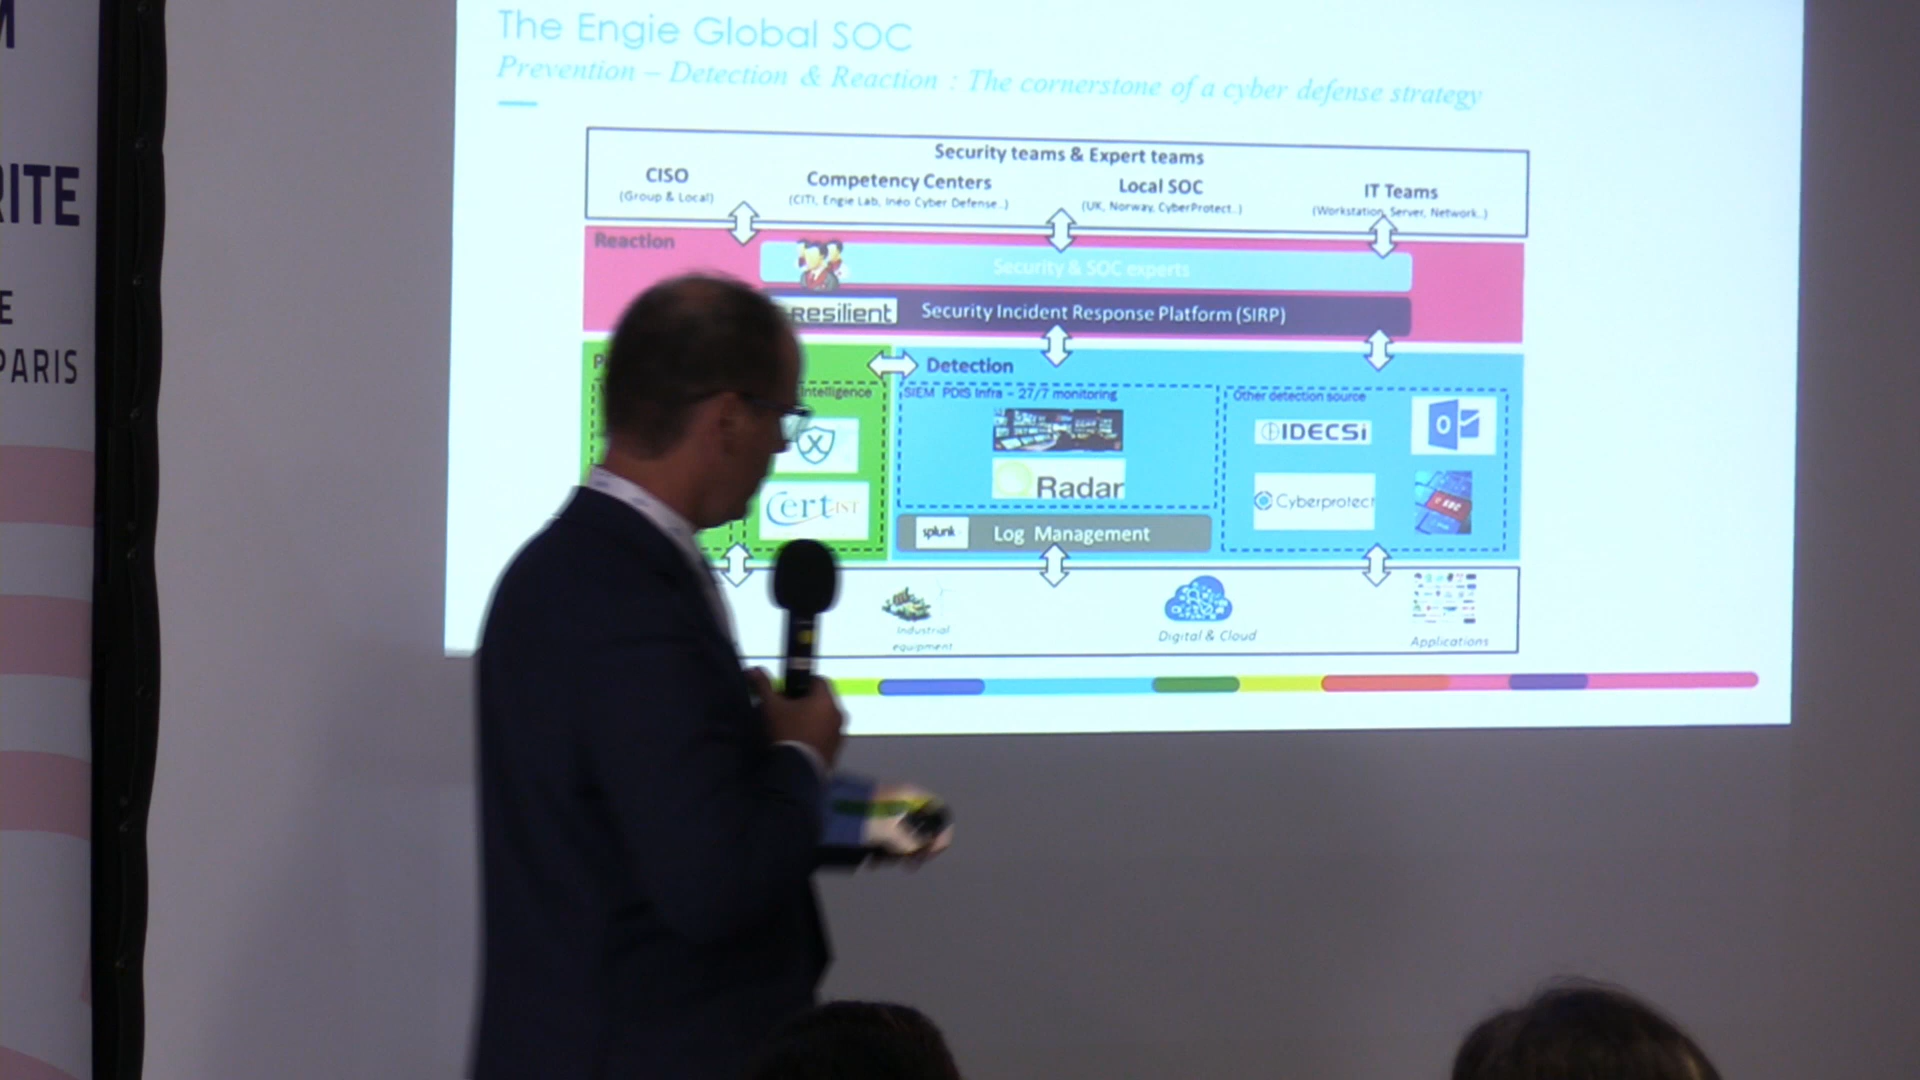 The Engie Global SOC
Prevention – Detection & Reaction : The cornerstone of a cyber defense strategy
Security teams & Expert teams
CISO
(Group & Local)
Competency Centers
(CITI, Engie Lab, Inéo Cyber Defense..)
Local SOC
(UK, Norway, CyberProtect..)
IT Teams
(Workstation, Server, Network..)
Reaction
Security & SOC experts
resilient
Security Incident Response Platform (SIRP)
P
Intelligence
X
Cert IST
Detection
SIEM PDIS Infra – 27/7 monitoring
Radar
splunk
Log Management
Other detection source
IDECSI
O
Cyberprotect
Industrial
equipment
Digital & Cloud
Applications
M
RITE
E
PARIS